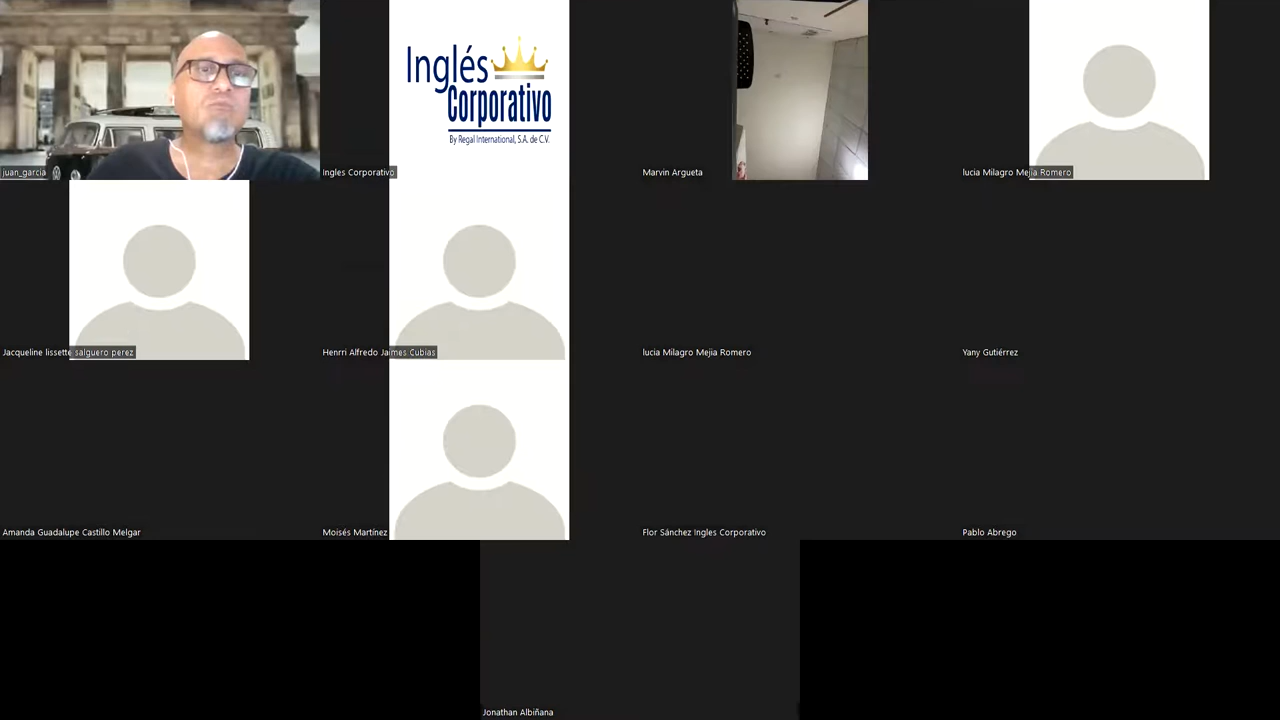 Inglés
Corporativo
By Regal International, S.A. de C.V.
juan_garcia
Ingles Corporativo
Marvin Argueta
lucia Milagro Mejia Romero
Jacqueline lissette salguero perez
Henrri Alfredo Jaimes Cubias
lucia Milagro Mejia Romero
Yany Gutiérrez
Amanda Guadalupe Castillo Melgar
Moisés Martínez
Flor Sánchez Ingles Corporativo
Pablo Abrego
Jonathan Albiñana